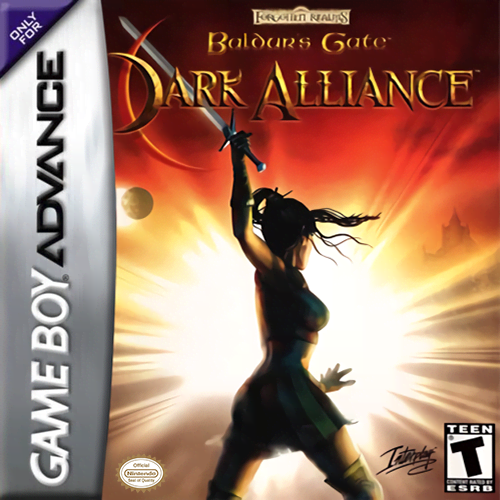 ONLY
FOR
GAME BOY ADVANCE
FORGOTTEN REALMS
Baldur's Gate
DARK ALLIANCE
Official
Nintendo
Seal of Quality
Interplay
TEEN
T
CONTENT RATED BY
ESRB